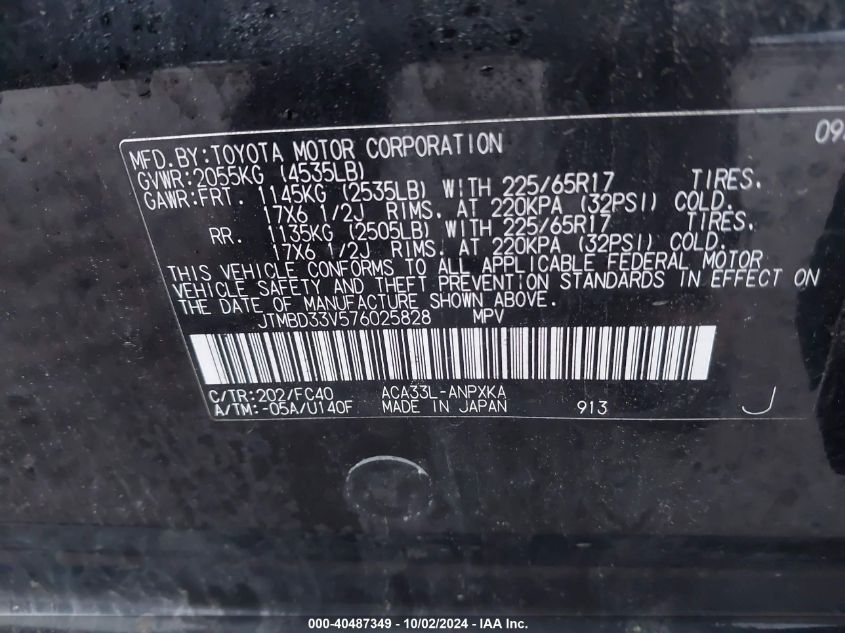 09
MFD. BY:TOYOTA MOTOR CORPORATION
GVWR:2055KG (4535LB)
GAWR:FRT. 1145KG (2535LB) WITH 225/65R17 TIRES.
17X6 1/2J RIMS. AT 220KPA (32PSI) COLD.
RR. 1135KG (2505LB) WITH 225/65R17 TIRES.
17X6 1/2J RIMS. AT 220KPA (32PSI) COLD.
THIS VEHICLE CONFORMS TO ALL APPLICABLE FEDERAL MOTOR
VEHICLE SAFETY AND THEFT PREVENTION STANDARDS IN EFFECT ON
THE DATE OF MANUFACTURE SHOWN ABOVE.
JTMBD33V576025828 MPV
C/TR:202/FC40 ACA33L-ANPXKA
A/TM:-05A/U140F MADE IN JAPAN 913 J
000-40487349 - 10/02/2024 - IAA Inc.